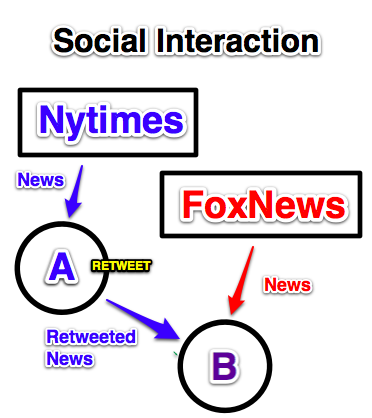 Social Interaction
Nytimes
News
FoxNews
A
RETWEET
News
Retweeted
News
B